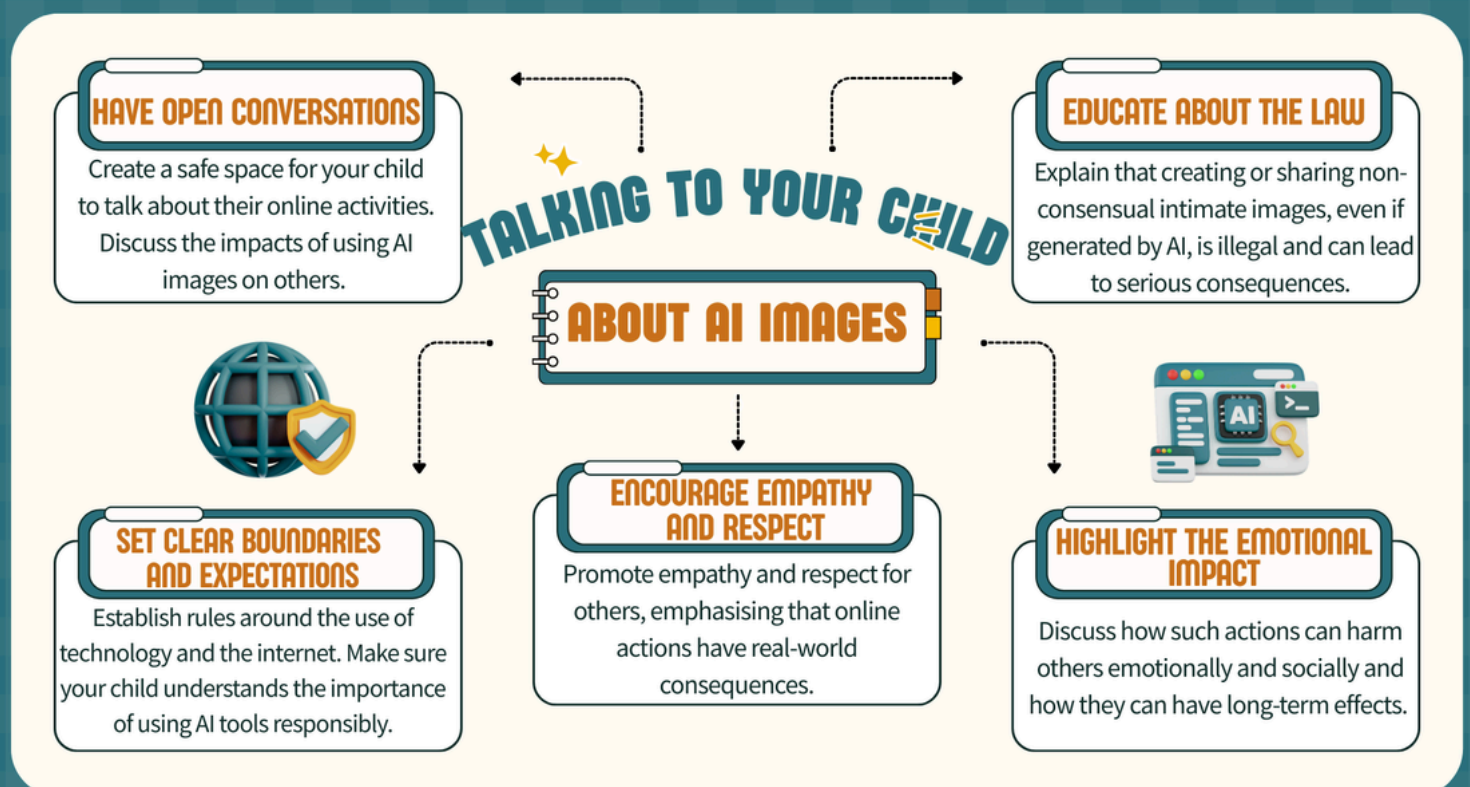 TALKING TO YOUR CHILD
ABOUT AI IMAGES
HAVE OPEN CONVERSATIONS
Create a safe space for your child
to talk about their online activities.
Discuss the impacts of using AI
images on others.
EDUCATE ABOUT THE LAW
Explain that creating or sharing non-
consensual intimate images, even if
generated by AI, is illegal and can lead
to serious consequences.
SET CLEAR BOUNDARIES
AND EXPECTATIONS
Establish rules around the use of
technology and the internet. Make sure
your child understands the importance
of using AI tools responsibly.
ENCOURAGE EMPATHY
AND RESPECT
Promote empathy and respect for
others, emphasising that online
actions have real-world
consequences.
AI
>_
HIGHLIGHT THE EMOTIONAL
IMPACT
Discuss how such actions can harm
others emotionally and socially and
how they can have long-term effects.